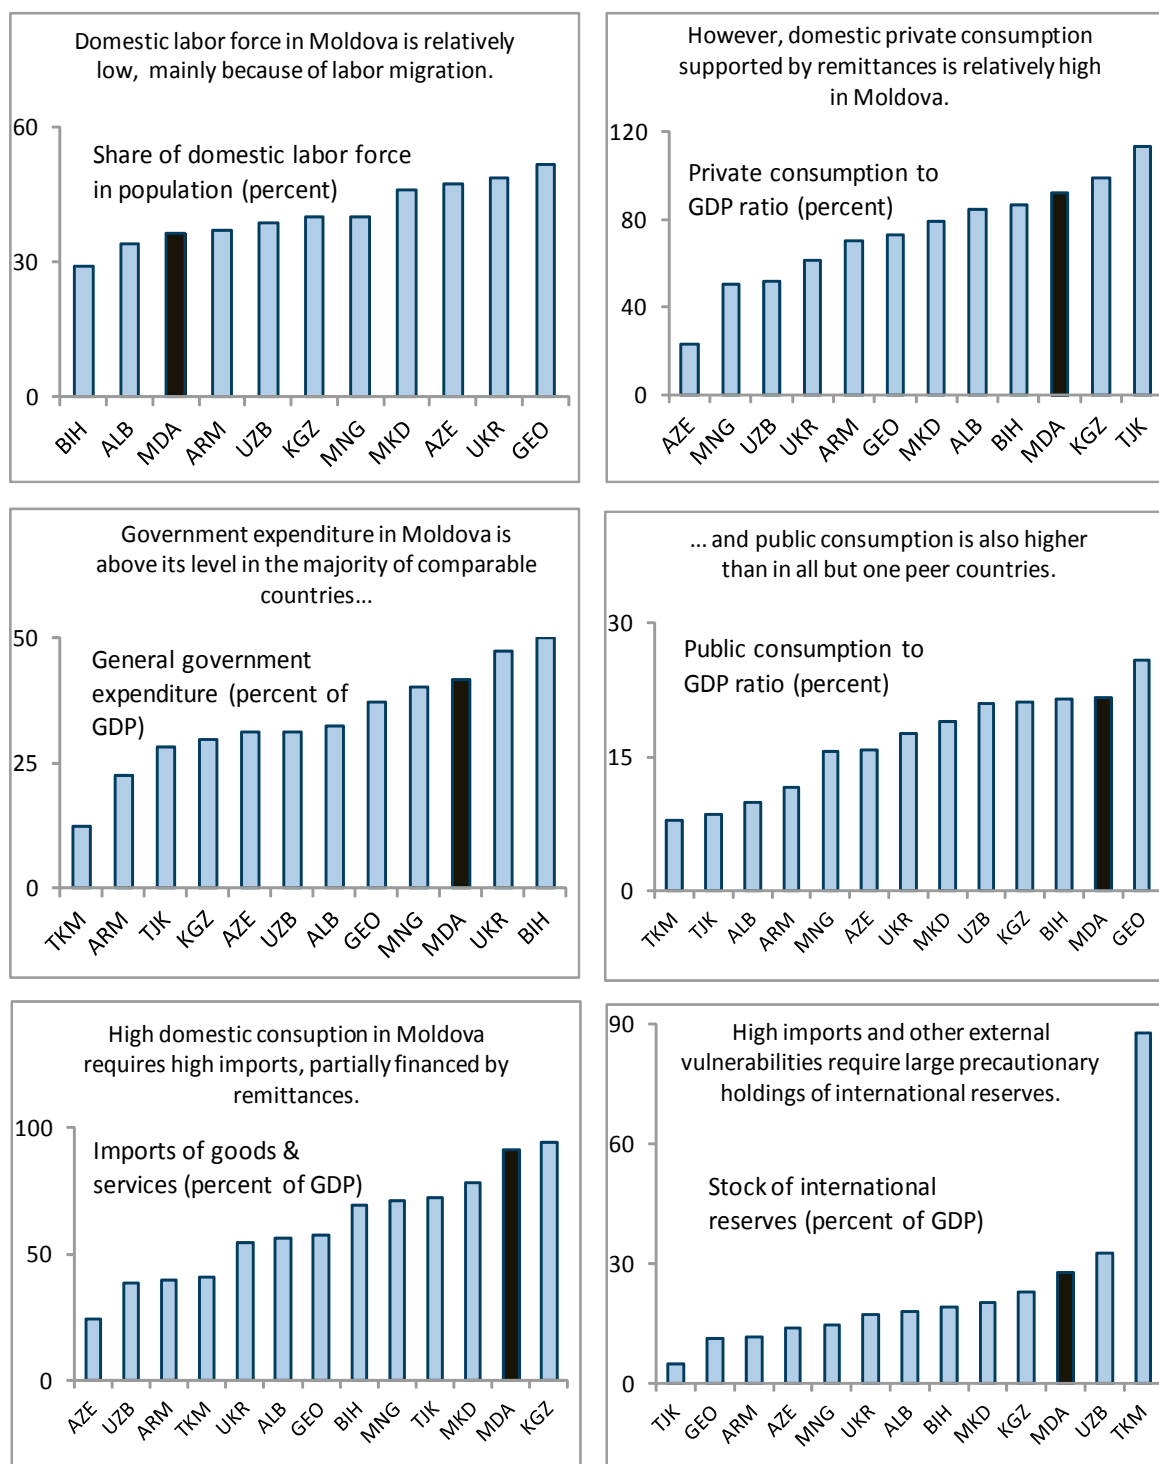 Domestic labor force in Moldova is relatively
low, mainly because of labor migration.
60
Share of domestic labor force
in population (percent)
30
0
BIH ALB MDA ARM UZB KGZ MNG MKD AZE UKR GEO
However, domestic private consumption
supported by remittances is relatively high
in Moldova.
120
Private consumption to
GDP ratio (percent)
80
40
0
AZE MNG UZB UKR ARM GEO MKD ALB BIH MDA KGZ TJK
Government expenditure in Moldova is
above its level in the majority of comparable
countries...
50
General government
expenditure (percent of
GDP)
25
0
TKM ARM TJK KGZ AZE UZB ALB GEO MNG MDA UKR BIH
... and public consumption is also higher
than in all but one peer countries.
30
Public consumption to
GDP ratio (percent)
15
0
TKM TJK ALB ARM MNG AZE UKR MKD UZB KGZ BIH MDA GEO
High domestic consuption in Moldova
requires high imports, partially financed by
remittances.
100
Imports of goods &
services (percent of GDP)
50
0
AZE UZB ARM TKM UKR ALB GEO BIH MNG TJK MKD MDA KGZ
90
High imports and other external
vulnerabilities require large precautionary
holdings of international reserves.
60
Stock of international
reserves (percent of GDP)
30
0
TJK GEO ARM AZE MNG UKR ALB BIH MKD KGZ MDA UZB TKM